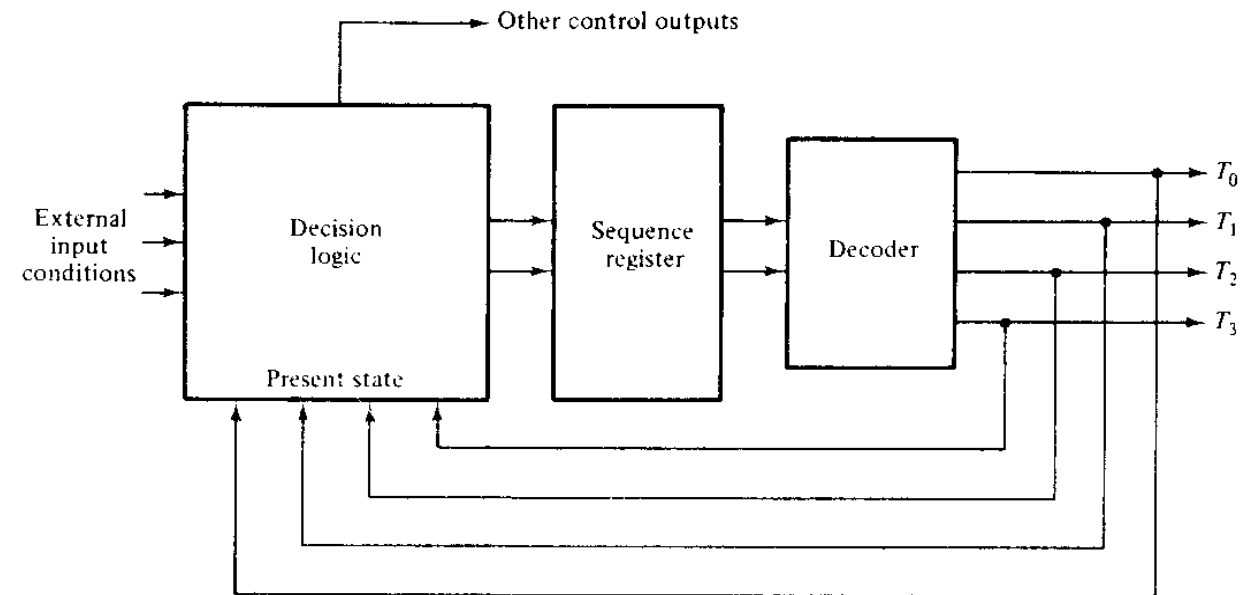 Other control outputs
External
input
conditions
Decision
logic
Present state
Sequence
register
Decoder
T0
T1
T2
T3